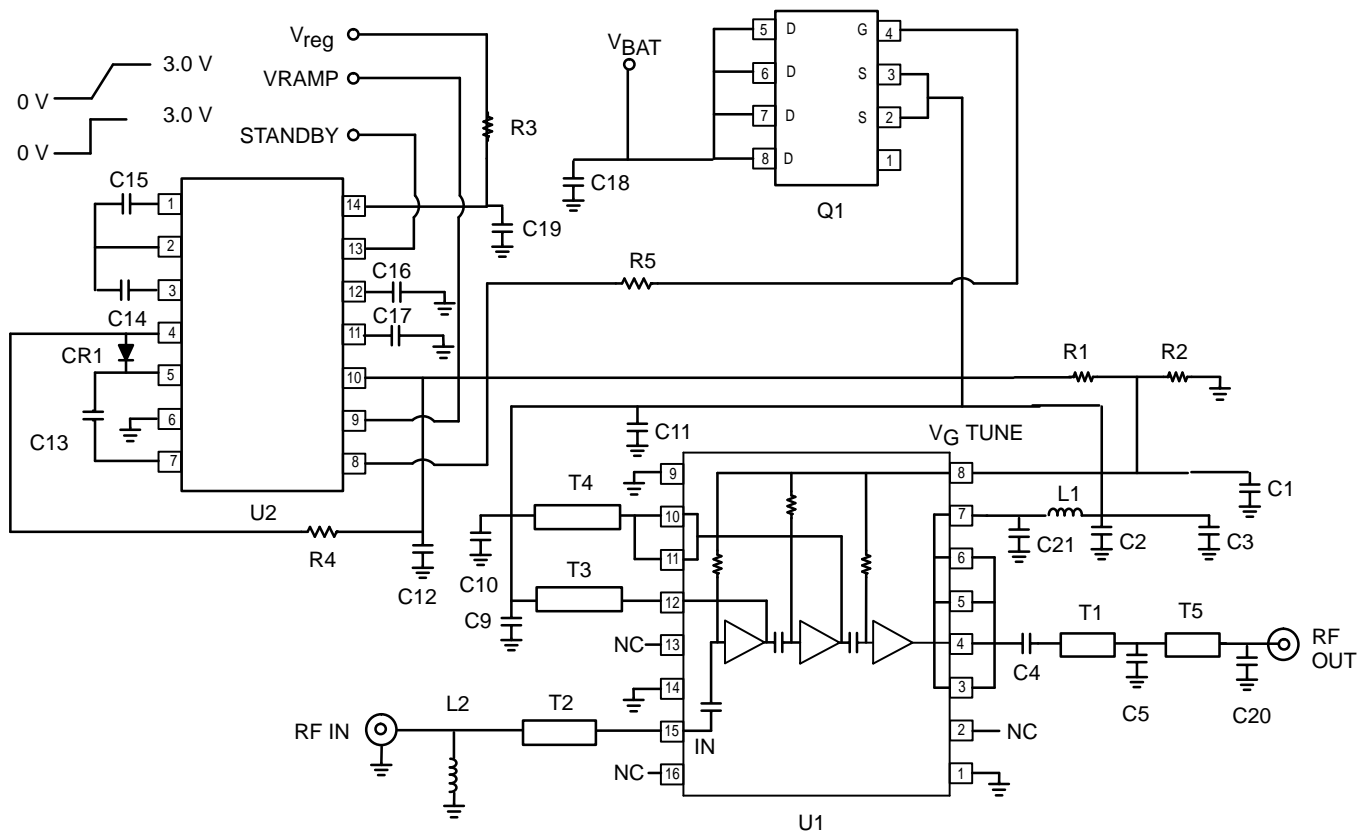 Vreg
VRAMP
STANDBY
3.0 V
0 V
3.0 V
0 V
R3
VBAT
C18
5 D
6 D
7 D
8 D
G 4
S 3
S 2
1
Q1
C15
1
2
3
4
5
6
7
14
13
12
11
10
9
8
C14
CR1
C13
U2
C19
C16
C17
R5
R4
C12
R1
R2
C11
VG TUNE
9
10
11
12
13
14
15
16
8
7
6
5
4
3
2
1
T4
C10
T3
C9
NC
L2
T2
RF IN
NC
IN
U1
L1
C1
C21
C2
C3
C4
T1
T5
C5
C20
RF
OUT
NC